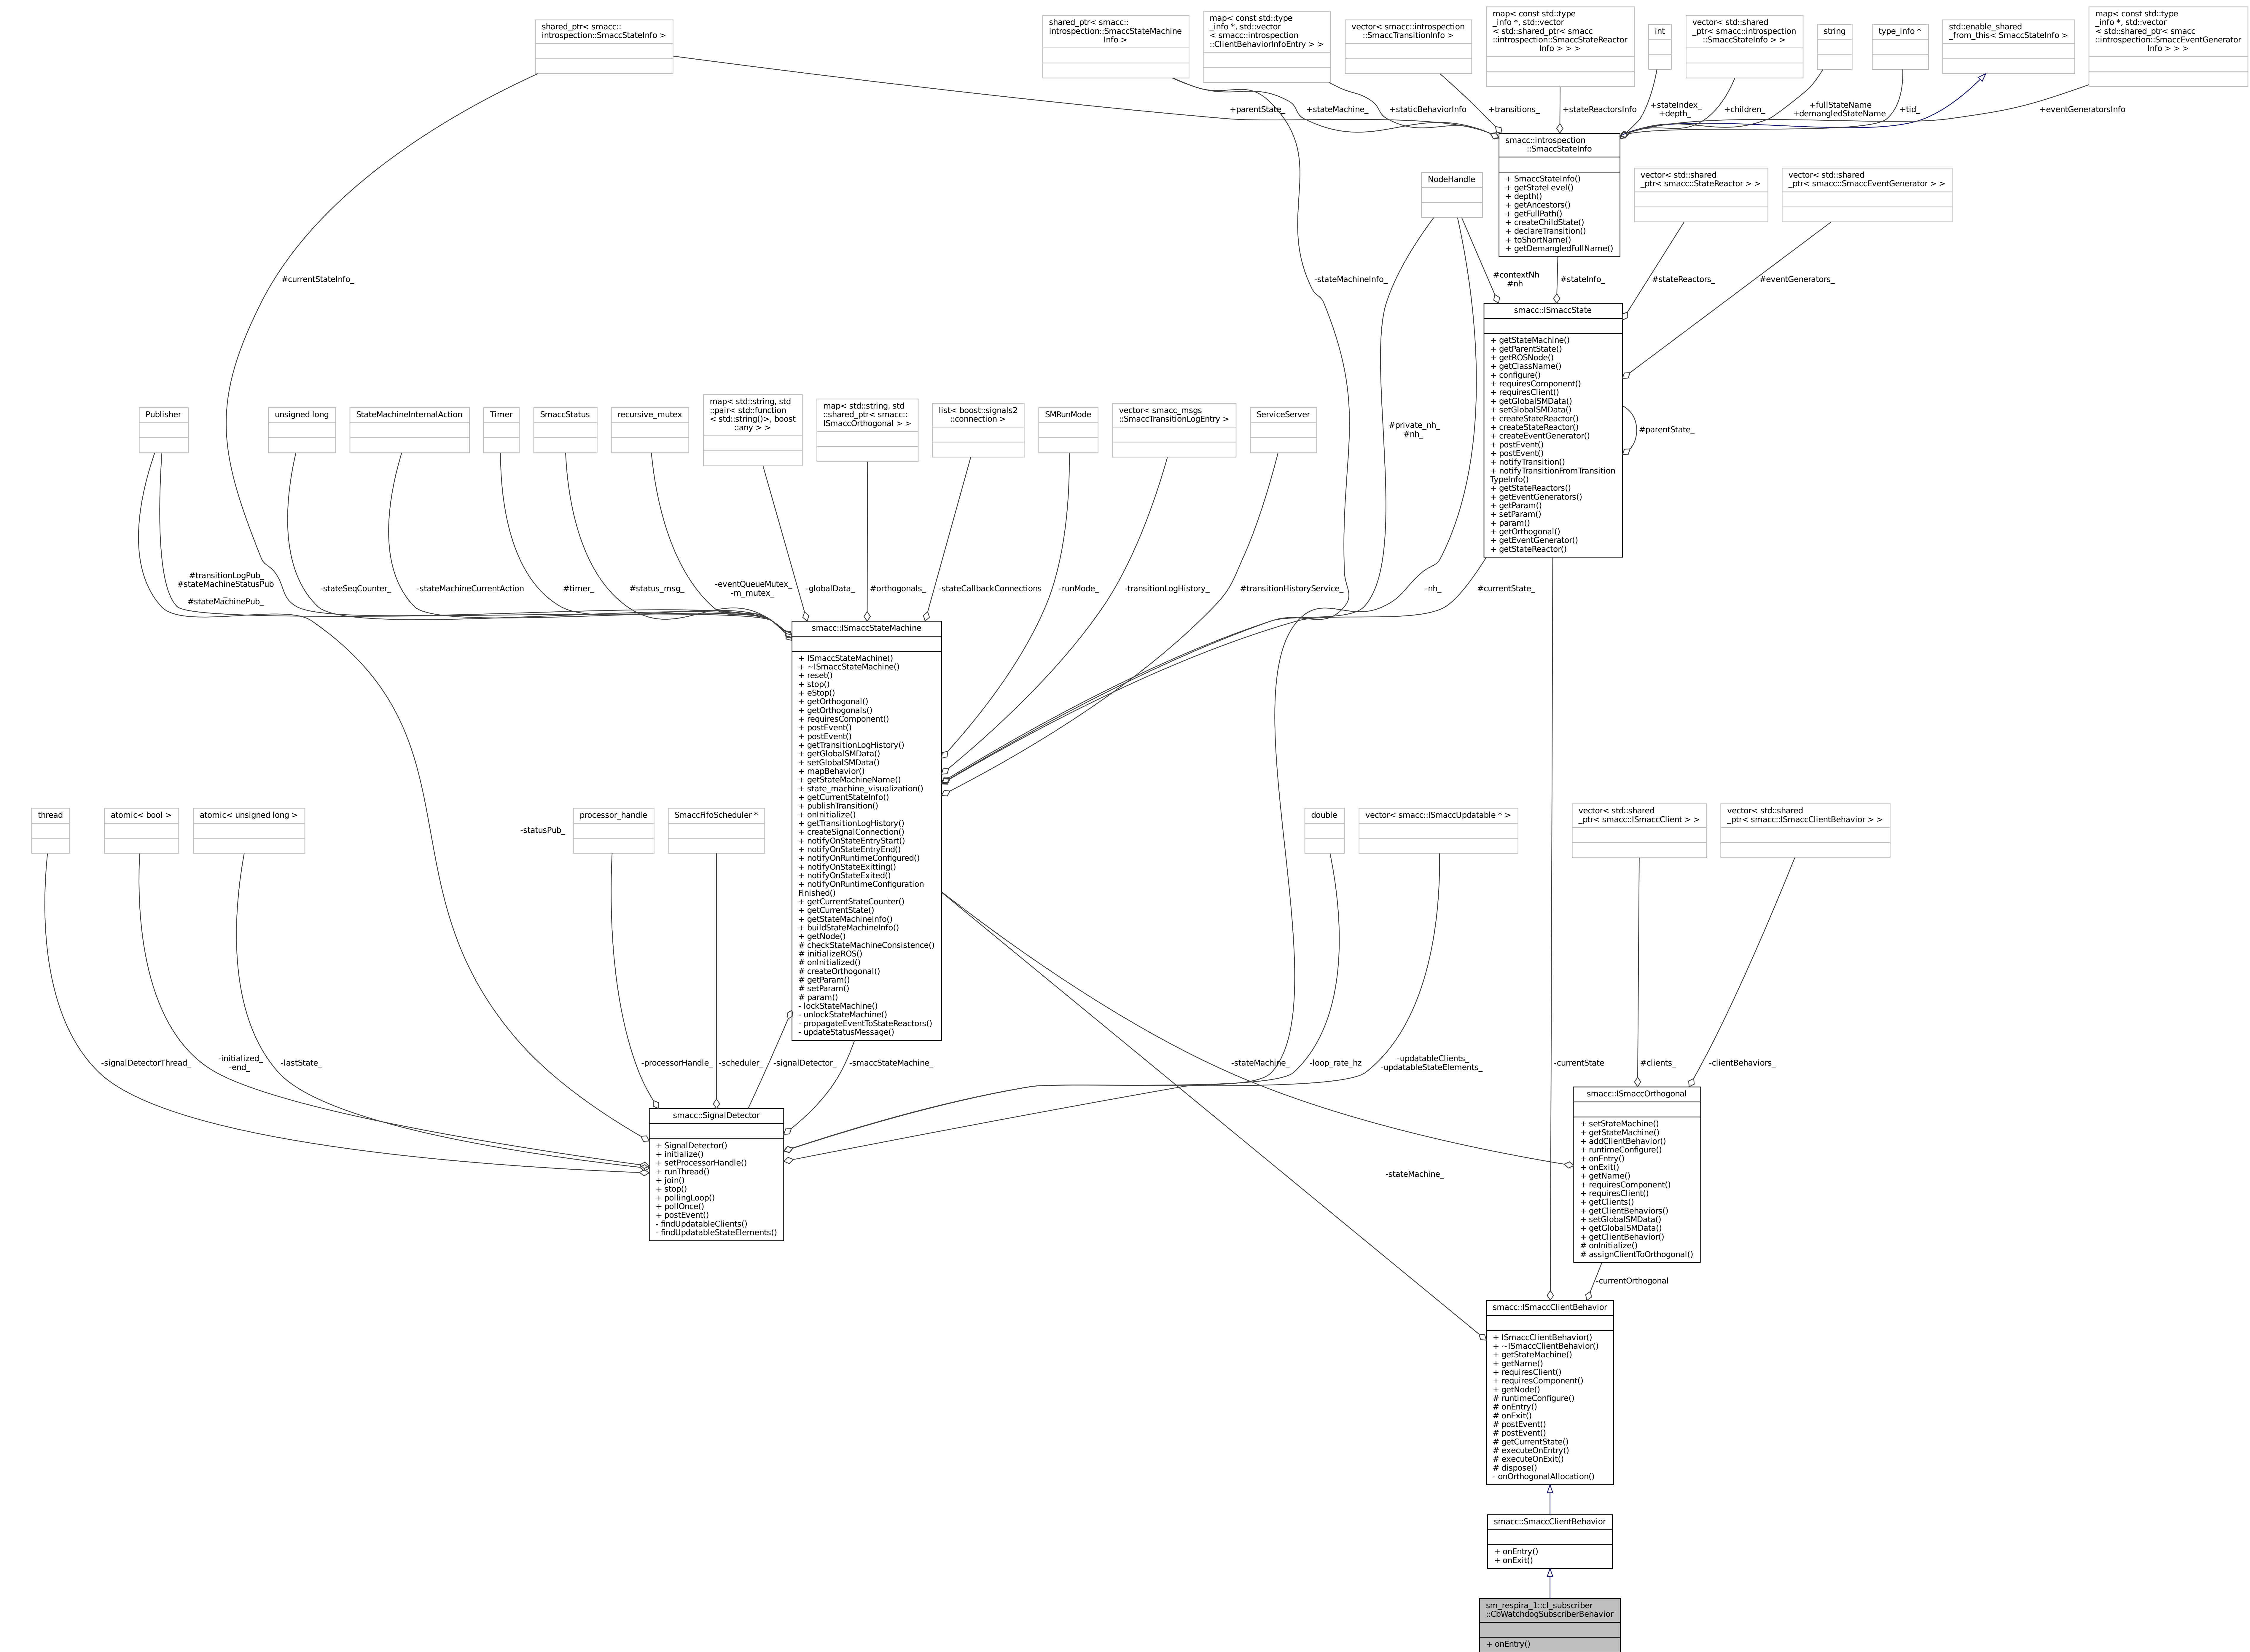 shared_ptr< smacc::
introspection::SmaccStateInfo >
shared_ptr< smacc::
introspection::SmaccStateMachine
Info >
map< const std::type
_info *, std::vector
< smacc::introspection
::ClientBehaviorInfoEntry > >
vector< smacc::introspection
::SmaccTransitionInfo >
map< const std::type
_info *, std::vector
< std::shared_ptr< smacc
::introspection::SmaccStateReactor
Info > > >
int
vector< std::shared
_ptr< smacc::introspection
::SmaccStateInfo > >
string
type_info *
std::enable_shared
_from_this< SmaccStateInfo >
map< const std::type
_info *, std::vector
< std::shared_ptr< smacc
::introspection::SmaccEventGenerator
Info > > >
+parentState_
+stateMachine_
+staticBehaviorInfo
+transitions_
+stateReactorsInfo
+stateIndex_
+depth_
+children_
+fullStateName
+demangledStateName
+tid_
+eventGeneratorsInfo
smacc::introspection
::SmaccStateInfo
+ SmaccStateInfo()
+ getStateLevel()
+ depth()
+ getAncestors()
+ getFullPath()
+ createChildState()
+ declareTransition()
+ toShortName()
+ getDemangledFullName()
NodeHandle
vector< std::shared
_ptr< smacc::StateReactor > >
vector< std::shared
_ptr< smacc::SmaccEventGenerator > >
#currentStateInfo_
-stateMachineInfo_
#contextNh
#nh
#stateInfo_
#stateReactors_
#eventGenerators_
smacc::ISmaccState
+ getStateMachine()
+ getParentState()
+ getROSNode()
+ getClassName()
+ configure()
+ requiresComponent()
+ requiresClient()
+ getGlobalSMData()
+ setGlobalSMData()
+ createStateReactor()
+ createStateReactor()
+ createEventGenerator()
+ postEvent()
+ postEvent()
+ notifyTransition()
+ notifyTransitionFromTransition
TypeInfo()
+ getStateReactors()
+ getEventGenerators()
+ getParam()
+ setParam()
+ param()
+ getOrthogonal()
+ getEventGenerator()
+ getStateReactor()
#parentState_
#private_nh_
#nh_
Publisher
unsigned long
StateMachineInternalAction
Timer
SmaccStatus
recursive_mutex
map< std::string, std
::pair< std::function
< std::string()>, boost
::any > >
map< std::string, std
::shared_ptr< smacc::
ISmaccOrthogonal > >
list< boost::signals2
::connection >
SMRunMode
vector< smacc_msgs
::SmaccTransitionLogEntry >
ServiceServer
#transitionLogPub_
#stateMachineStatusPub
_
#stateMachinePub_
-stateSeqCounter_
-stateMachineCurrentAction
#timer_
#status_msg_
-eventQueueMutex_
-m_mutex_
-globalData_
#orthogonals_
-stateCallbackConnections
-runMode_
-transitionLogHistory_
#transitionHistoryService_
-nh_
#currentState_
smacc::ISmaccStateMachine
+ ISmaccStateMachine()
+ ~ISmaccStateMachine()
+ reset()
+ stop()
+ eStop()
+ getOrthogonal()
+ getOrthogonals()
+ requiresComponent()
+ postEvent()
+ postEvent()
+ getTransitionLogHistory()
+ getGlobalSMData()
+ setGlobalSMData()
+ mapBehavior()
+ getStateMachineName()
+ state_machine_visualization()
+ getCurrentStateInfo()
+ publishTransition()
+ onInitialize()
+ getTransitionLogHistory()
+ createSignalConnection()
+ notifyOnStateEntryStart()
+ notifyOnStateEntryEnd()
+ notifyOnRuntimeConfigured()
+ notifyOnStateExitting()
+ notifyOnStateExited()
+ notifyOnRuntimeConfiguration
Finished()
+ getCurrentStateCounter()
+ getCurrentState()
+ getStateMachineInfo()
+ buildStateMachineInfo()
+ getNode()
# checkStateMachineConsistence()
# initializeROS()
# onInitialized()
# createOrthogonal()
# getParam()
# setParam()
# param()
- lockStateMachine()
- unlockStateMachine()
- propagateEventToStateReactors()
- updateStatusMessage()
thread
atomic< bool >
atomic< unsigned long >
-statusPub_
processor_handle
SmaccFifoScheduler *
double
vector< smacc::ISmaccUpdatable * >
vector< std::shared
_ptr< smacc::ISmaccClient > >
vector< std::shared
_ptr< smacc::ISmaccClientBehavior > >
-signalDetectorThread_
-initialized_
-end_
-lastState_
-processorHandle_
-scheduler_
-signalDetector_
-smaccStateMachine_
-stateMachine_
-loop_rate_hz
-updatableClients_
-updatableStateElements_
-currentState
#clients_
-clientBehaviors_
smacc::SignalDetector
+ SignalDetector()
+ initialize()
+ setProcessorHandle()
+ runThread()
+ join()
+ stop()
+ pollingLoop()
+ pollOnce()
+ postEvent()
- findUpdatableClients()
- findUpdatableStateElements()
smacc::ISmaccOrthogonal
+ setStateMachine()
+ getStateMachine()
+ addClientBehavior()
+ runtimeConfigure()
+ onEntry()
+ onExit()
+ getName()
+ requiresComponent()
+ requiresClient()
+ getClients()
+ getClientBehaviors()
+ setGlobalSMData()
+ getGlobalSMData()
+ getClientBehavior()
# onInitialize()
# assignClientToOrthogonal()
-stateMachine_
-currentOrthogonal
smacc::ISmaccClientBehavior
+ ISmaccClientBehavior()
+ ~ISmaccClientBehavior()
+ getStateMachine()
+ getName()
+ requiresClient()
+ requiresComponent()
+ getNode()
# runtimeConfigure()
# onEntry()
# onExit()
# postEvent()
# postEvent()
# getCurrentState()
# executeOnEntry()
# executeOnExit()
# dispose()
- onOrthogonalAllocation()
smacc::SmaccClientBehavior
+ onEntry()
+ onExit()
sm_respira_1::cl_subscriber
::CbWatchdogSubscriberBehavior
+ onEntry()